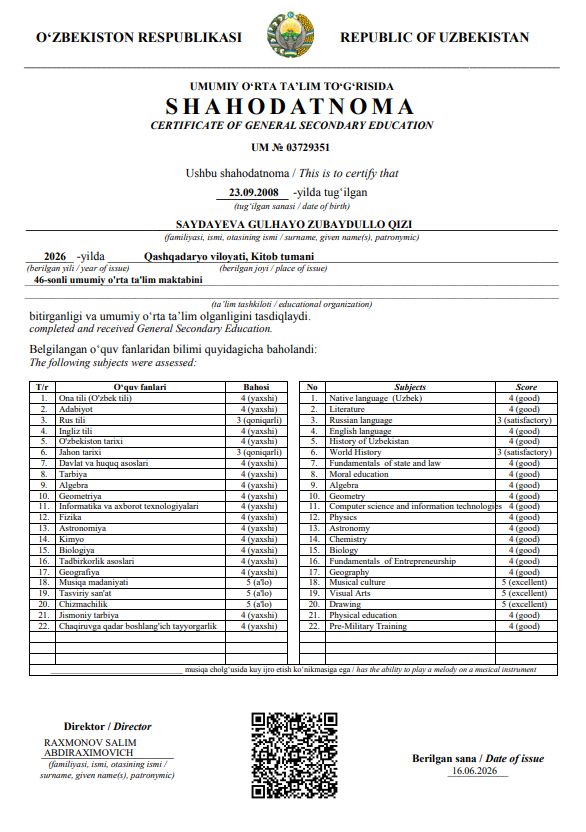 O‘ZBEKISTON RESPUBLIKASI REPUBLIC OF UZBEKISTAN
UMUMIY O‘RTA TA’LIM TO‘G‘RISIDA
SHAHODATNOMA
CERTIFICATE OF GENERAL SECONDARY EDUCATION
UM № 03729351
Ushbu shahodatnoma / This is to certify that
23.09.2008 -yilda tug‘ilgan
(tug‘ilgan sanasi / date of birth)
SAYDAYEVA GULHAYO ZUBAYDULLO QIZI
(familiyasi, ismi, otasining ismi / surname, given name(s), patronymic)
2026 -yilda Qashqadaryo viloyati, Kitob tumani
(berilgan yili / year of issue) (berilgan joyi / place of issue)
46-sonli umumiy o'rta ta'lim maktabini
(ta’lim tashkiloti / educational organization)
bitirganligi va umumiy o‘rta ta’lim olganligini tasdiqlaydi.
completed and received General Secondary Education.
Belgilangan o‘quv fanlaridan bilimi quyidagicha baholandi:
The following subjects were assessed:
T/r O‘quv fanlari Bahosi No Subjects Score
1. Ona tili (O'zbek tili) 4 (yaxshi) 1. Native language (Uzbek) 4 (good)
2. Adabiyot 4 (yaxshi) 2. Literature 4 (good)
3. Rus tili 3 (qoniqarli) 3. Russian language 3 (satisfactory)
4. Ingliz tili 4 (yaxshi) 4. English language 4 (good)
5. O'zbekiston tarixi 4 (yaxshi) 5. History of Uzbekistan 4 (good)
6. Jahon tarixi 3 (qoniqarli) 6. World History 3 (satisfactory)
7. Davlat va huquq asoslari 4 (yaxshi) 7. Fundamentals of state and law 4 (good)
8. Tarbiya 4 (yaxshi) 8. Moral education 4 (good)
9. Algebra 4 (yaxshi) 9. Algebra 4 (good)
10. Geometriya 4 (yaxshi) 10. Geometry 4 (good)
11. Informatika va axborot texnologiyalari 4 (yaxshi) 11. Computer science and information technologies 4 (good)
12. Fizika 4 (yaxshi) 12. Physics 4 (good)
13. Astronomiya 4 (yaxshi) 13. Astronomy 4 (good)
14. Kimyo 4 (yaxshi) 14. Chemistry 4 (good)
15. Biologiya 4 (yaxshi) 15. Biology 4 (good)
16. Tadbirkorlik asoslari 4 (yaxshi) 16. Fundamentals of Entrepreneurship 4 (good)
17. Geografiya 4 (yaxshi) 17. Geography 4 (good)
18. Musiqa madaniyati 5 (a'lo) 18. Musical culture 5 (excellent)
19. Tasviriy san'at 5 (a'lo) 19. Visual Arts 5 (excellent)
20. Chizmachilik 5 (a'lo) 20. Drawing 5 (excellent)
21. Jismoniy tarbiya 4 (yaxshi) 21. Physical education 4 (good)
22. Chaqiruvga qadar boshlang'ich tayyorgarlik 4 (yaxshi) 22. Pre-Military Training 4 (good)
musiqa cholg‘usida kuy ijro etish ko‘nikmasiga ega / has the ability to play a melody on a musical instrument
Direktor / Director
RAXMONOV SALIM
ABDIRAXIMOVICH
(familiyasi, ismi, otasining ismi /
surname, given name(s), patronymic)
Berilgan sana / Date of issue
16.06.2026